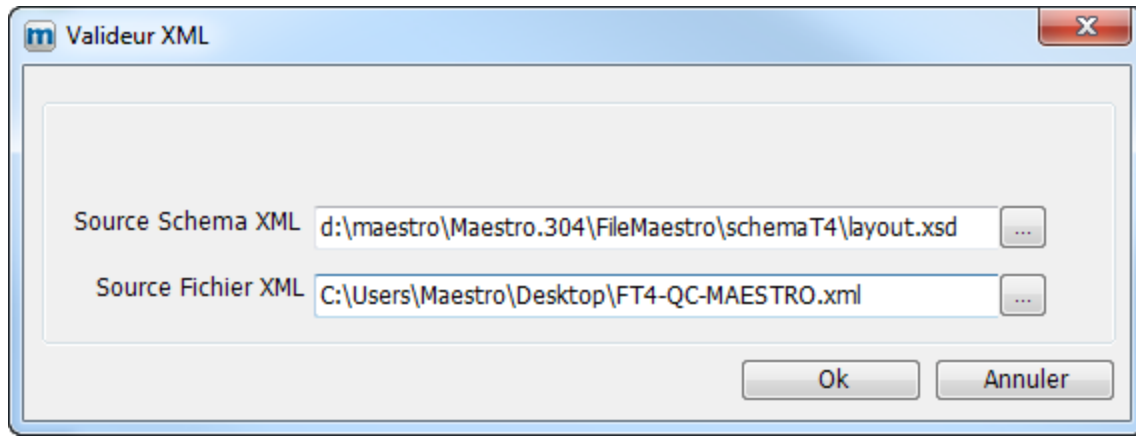 m Valideur XML
Source Schema XML d:\maestro\Maestro.304\FileMaestro\schemaT4\layout.xsd ...
Source Fichier XML C:\Users\Maestro\Desktop\FT4-QC-MAESTRO.xml ...
Ok Annuler